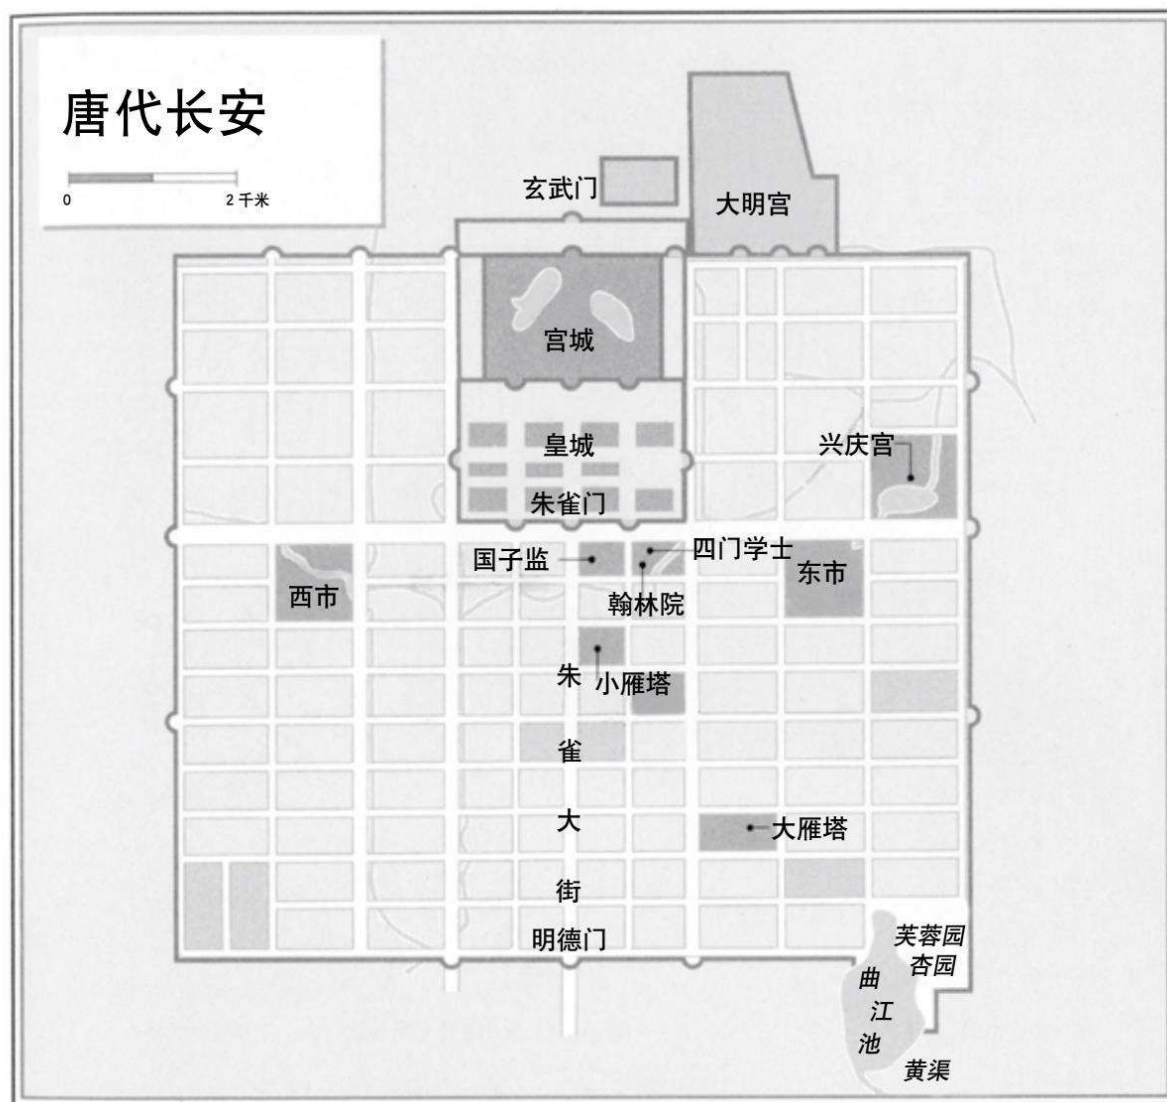 唐代长安
0 2 千米
玄武门
大明宫
宫城
皇城
兴庆宫
朱雀门
国子监
四门学士
西市
翰林院
东市
小雁塔
朱雀大街
大雁塔
明德门
芙蓉园
杏园
曲江池
黄渠